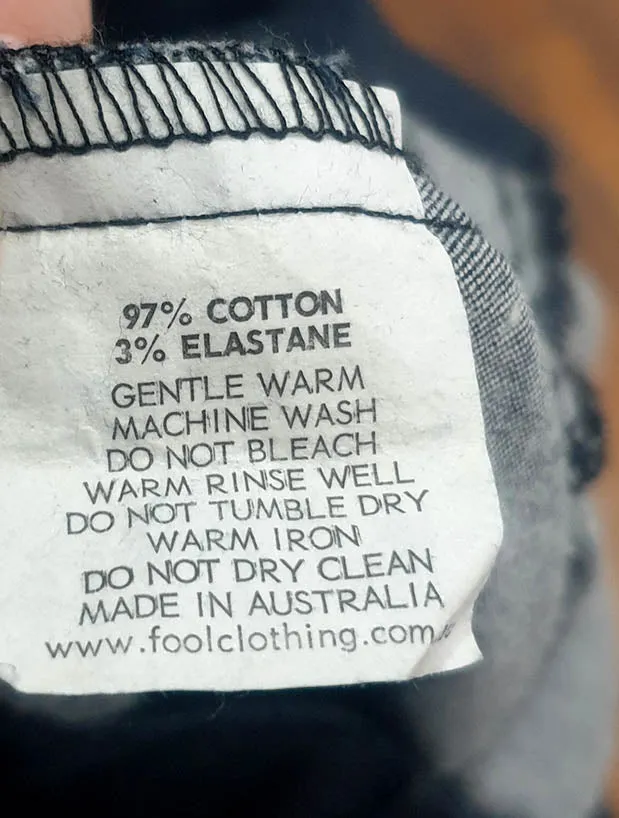 97% COTTON
3% ELASTANE
GENTLE WARM
MACHINE WASH
DO NOT BLEACH
WARM RINSE WELL
DO NOT TUMBLE DRY
WARM IRON
DO NOT DRY CLEAN
MADE IN AUSTRALIA
www.foolclothing.com